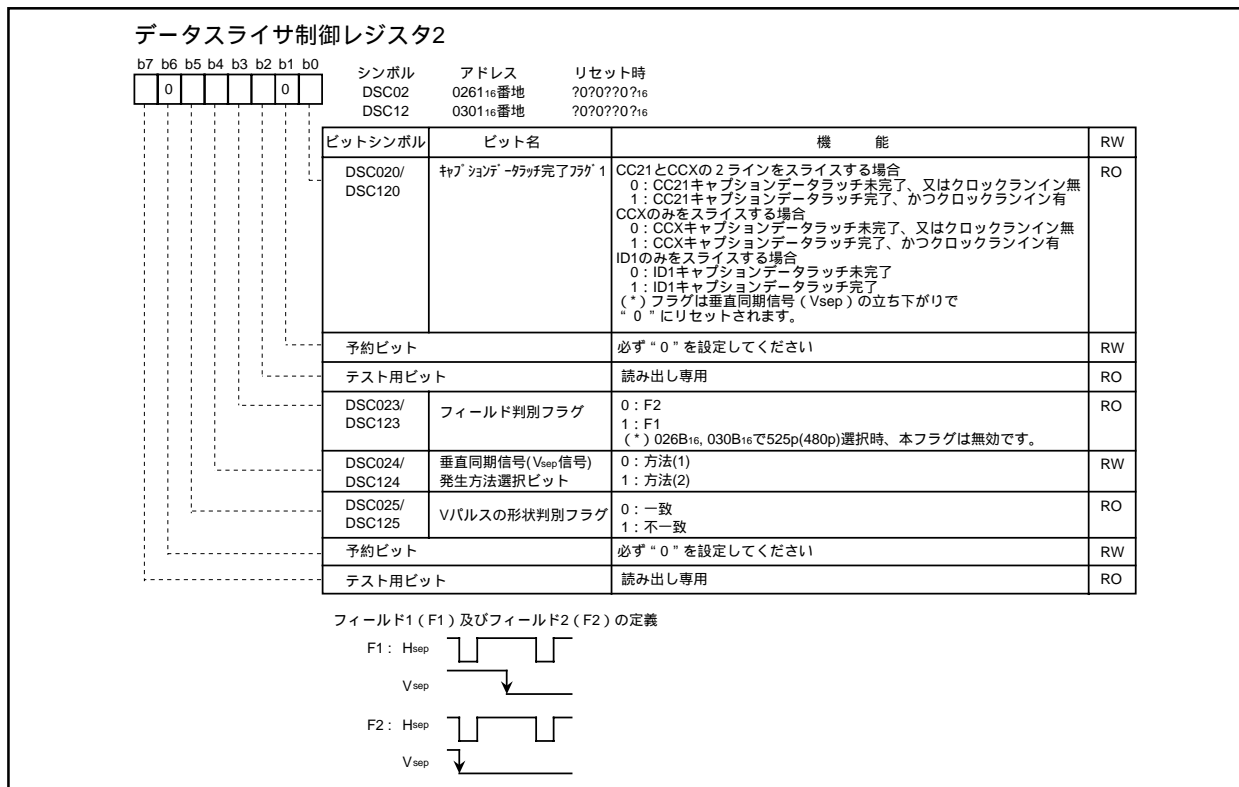 データスライサ制御レジスタ2
b7 b6 b5 b4 b3 b2 b1 b0
0 0
シンボル アドレス リセット時
DSC02 026116番地 ?0?0??0?16
DSC12 030116番地 ?0?0??0?16
ビットシンボル ビット名 機 能 RW
DSC020/
DSC120
キャプションデータラッチ完了フラグ1
CC21とCCXの2ラインをスライスする場合
0:CC21キャプションデータラッチ未完了、又はクロックランイン無
1:CC21キャプションデータラッチ完了、かつクロックランイン有
CCXのみをスライスする場合
0:CCXキャプションデータラッチ未完了、又はクロックランイン無
1:CCXキャプションデータラッチ完了、かつクロックランイン有
ID1のみをスライスする場合
0:ID1キャプションデータラッチ未完了
1:ID1キャプションデータラッチ完了
(*)フラグは垂直同期信号(Vsep)の立ち下がりで
“0”にリセットされます。
RO
予約ビット 必ず“0”を設定してください RW
テスト用ビット 読み出し専用 RO
DSC023/
DSC123
フィールド判別フラグ
0:F2
1:F1
(*)026B16, 030B16で525p(480p)選択時、本フラグは無効です。
RO
DSC024/
DSC124
垂直同期信号(Vsep信号)
発生方法選択ビット
0:方法(1)
1:方法(2)
RW
DSC025/
DSC125
Vパルスの形状判別フラグ
0:一致
1:不一致
RO
予約ビット 必ず“0”を設定してください RW
テスト用ビット 読み出し専用 RO
フィールド1(F1)及びフィールド2(F2)の定義
F1: Hsep
Vsep
F2: Hsep
Vsep